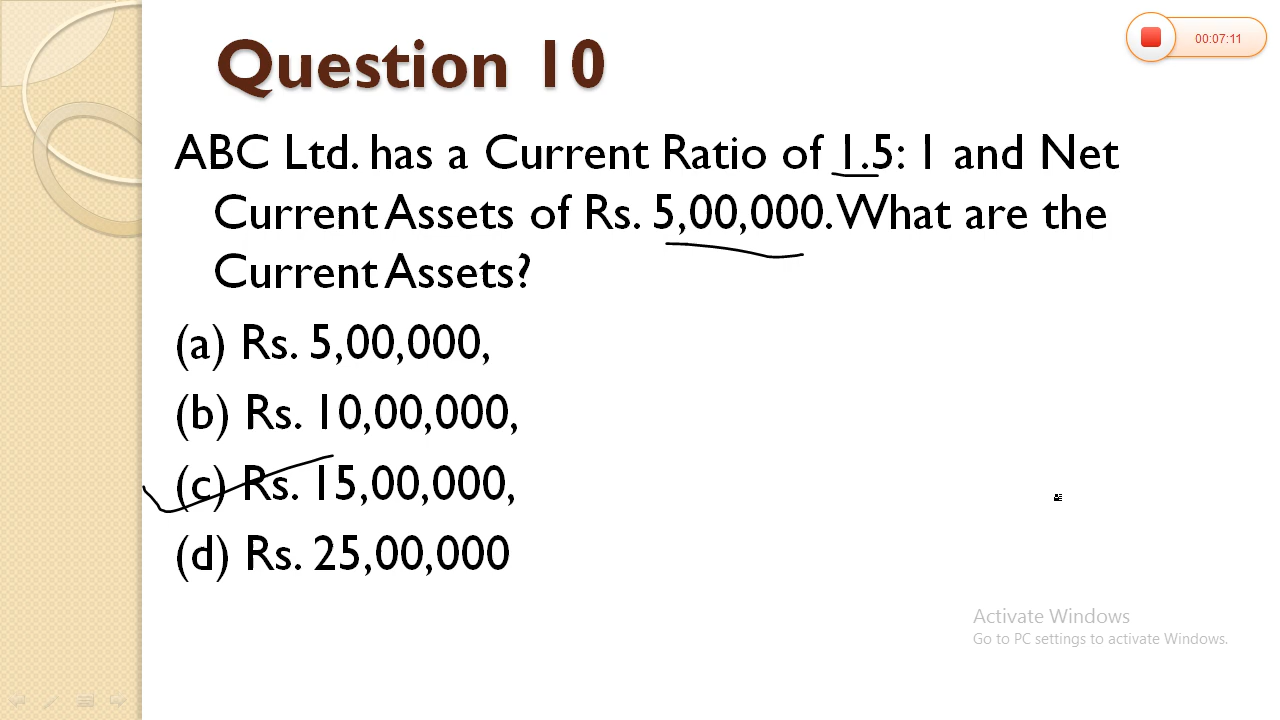 Question 10
00:07:11
ABC Ltd. has a Current Ratio of 1.5: 1 and Net
Current Assets of Rs. 5,00,000. What are the
Current Assets?
(a) Rs. 5,00,000,
(b) Rs. 10,00,000,
(c) Rs. 15,00,000,
(d) Rs. 25,00,000
Activate Windows
Go to PC settings to activate Windows.